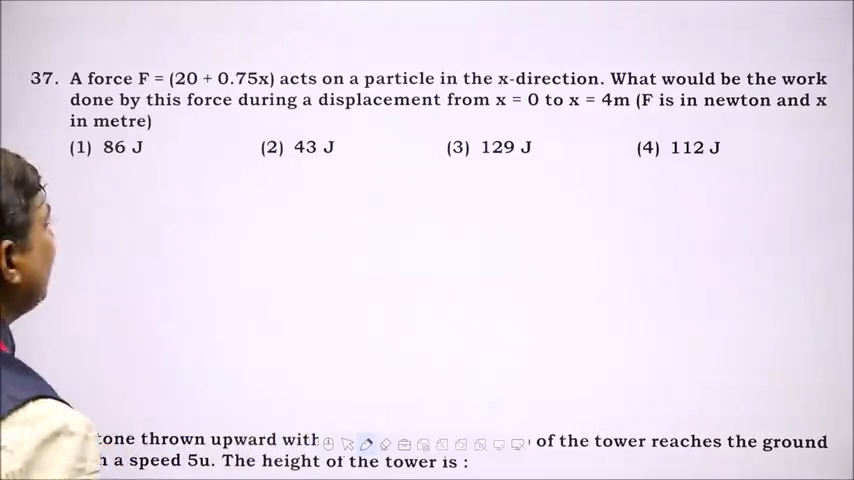 37. A force F = (20 + 0.75x) acts on a particle in the x-direction. What would be the work
done by this force during a displacement from x = 0 to x = 4m (F is in newton and x
in metre)
(1) 86 J (2) 43 J (3) 129 J (4) 112 J
tone thrown upward with of the tower reaches the ground
a speed 5u. The height of the tower is :